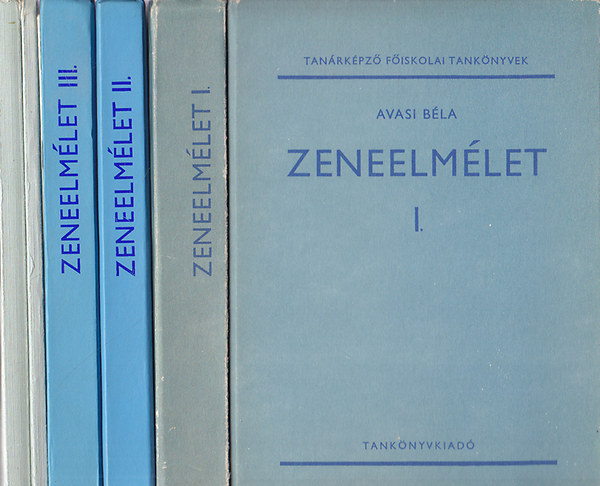 ZENEELMÉLET III.
ZENEELMÉLET II.
ZENEELMÉLET I.
TANÁRKÉPZŐ FŐISKOLAI TANKÖNYVEK
AVASI BÉLA
ZENEELMÉLET
I.
TANKÖNYVKIADÓ